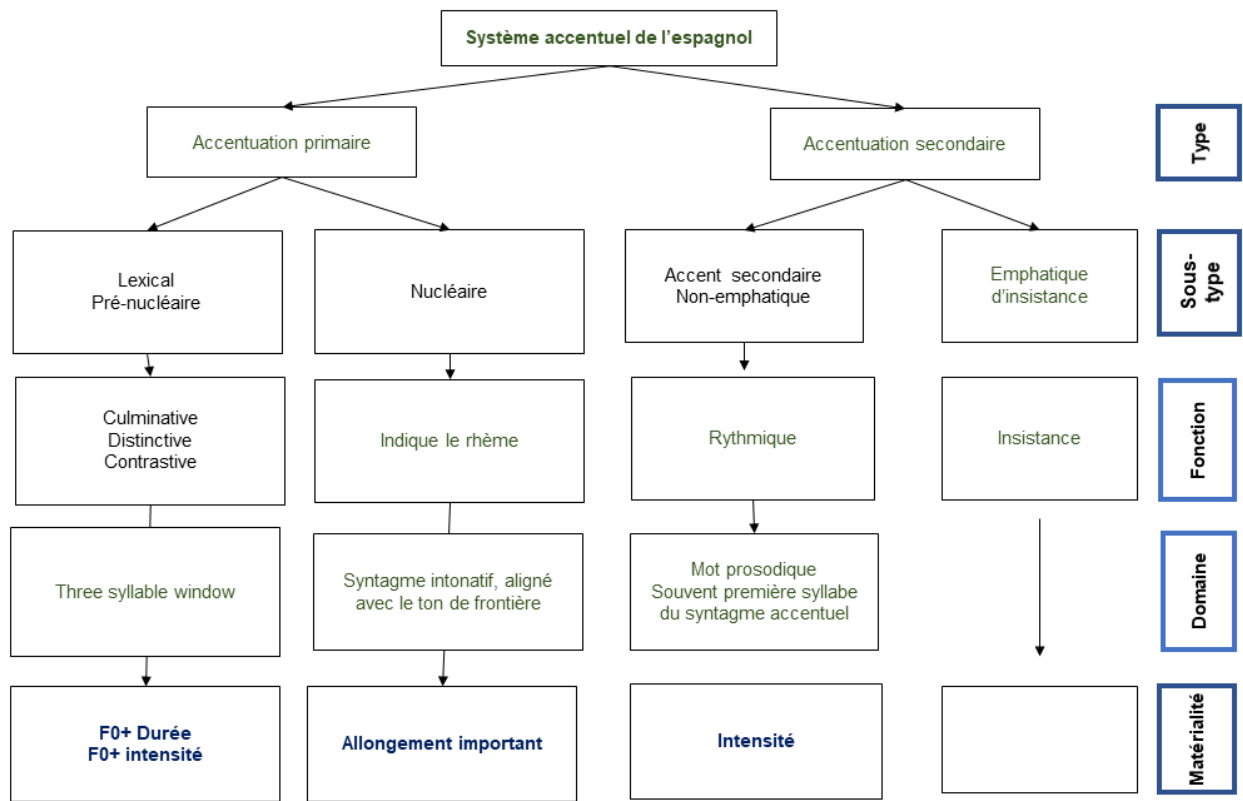 Système accentuel de l'espagnol
Accentuation primaire
Accentuation secondaire
Type
Lexical
Pré-nucléaire
Nucléaire
Accent secondaire
Non-emphatique
Emphatique
d'insistance
Sous-
type
Culminative
Distinctive
Contrastive
Indique le rhème
Rythmique
Insistance
Fonction
Three syllable window
Syntagme intonatif, aligné
avec le ton de frontière
Mot prosodique
Souvent première syllabe
du syntagme accentuel
Domaine
F0+ Durée
F0+ intensité
Allongement important
Intensité
Matérialité